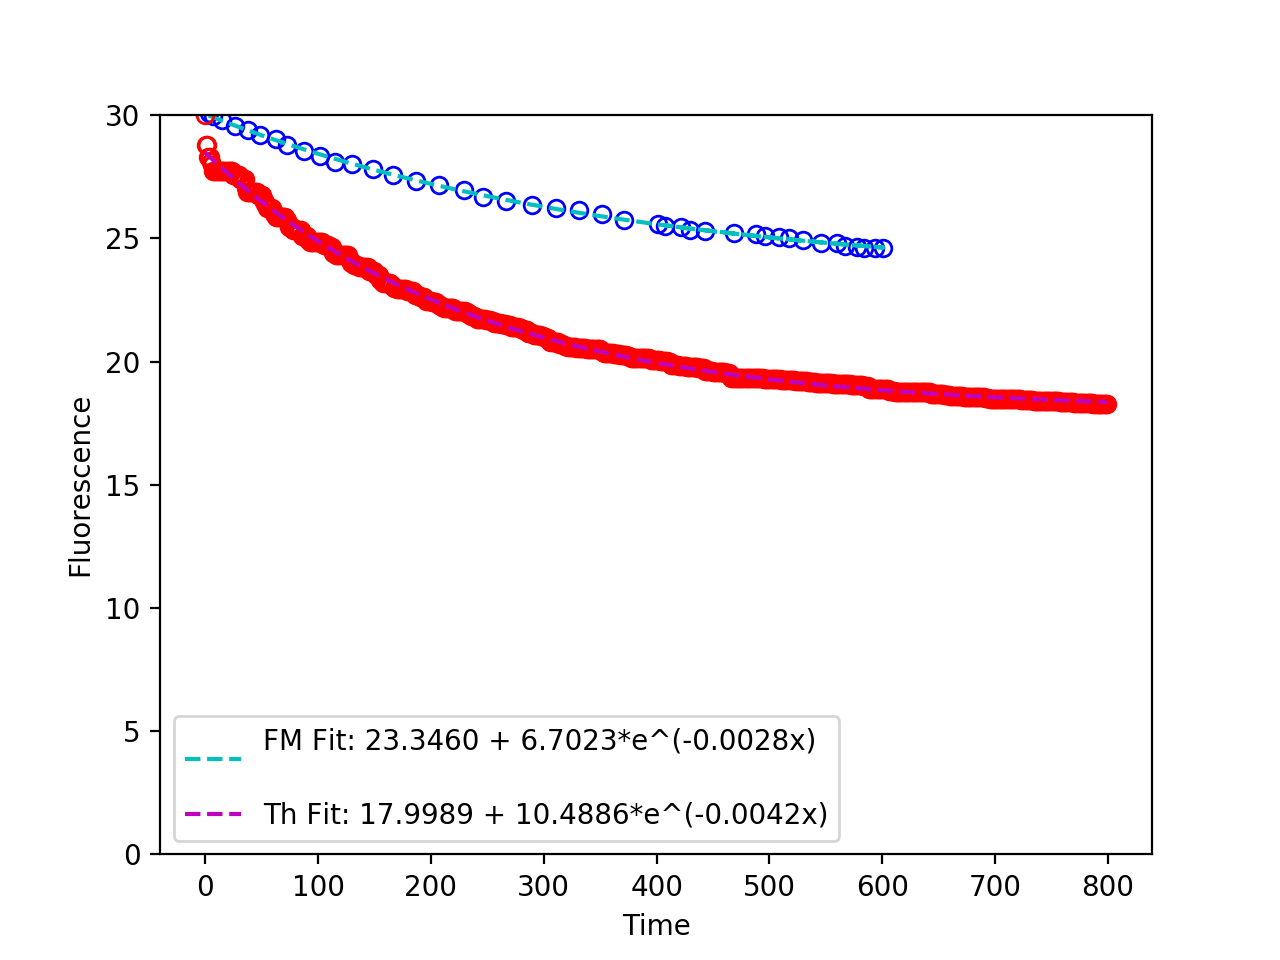 30
25
20
15
10
5
0
Fluorescence
FM Fit: 23.3460 + 6.7023*e^(-0.0028x)
Th Fit: 17.9989 + 10.4886*e^(-0.0042x)
0 100 200 300 400 500 600 700 800
Time